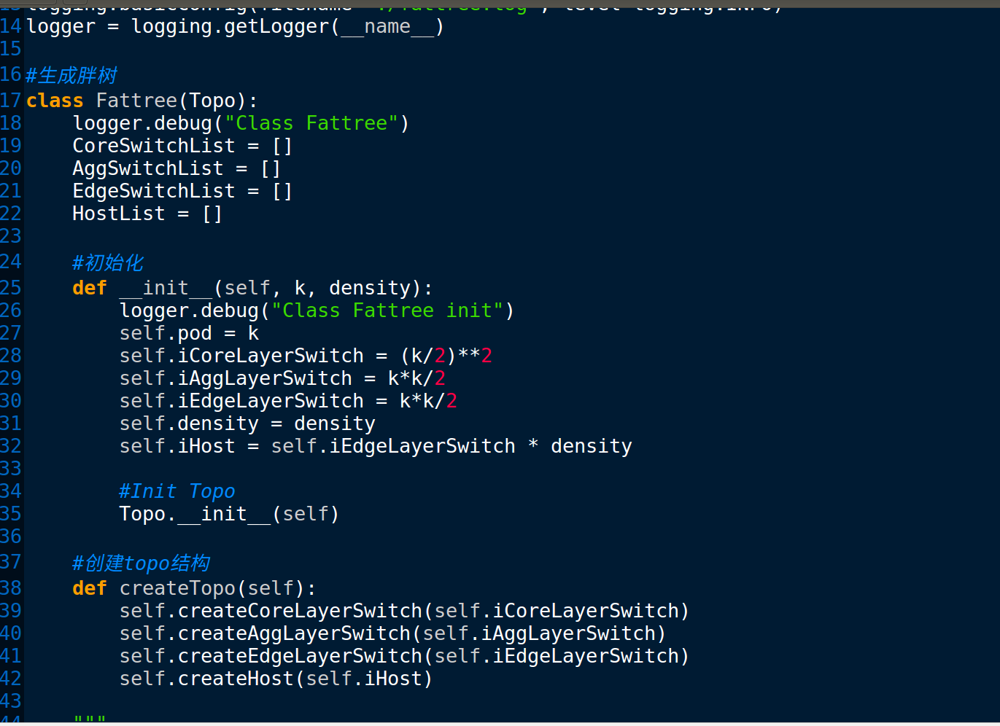 14 logger = logging.getLogger(__name__)
15
16 #生成胖树
17 class Fattree(Topo):
18     logger.debug("Class Fattree")
19     CoreSwitchList = []
20     AggSwitchList = []
21     EdgeSwitchList = []
22     HostList = []
23
24     #初始化
25     def __init__(self, k, density):
26         logger.debug("Class Fattree init")
27         self.pod = k
28         self.iCoreLayerSwitch = (k/2)**2
29         self.iAggLayerSwitch = k*k/2
30         self.iEdgeLayerSwitch = k*k/2
31         self.density = density
32         self.iHost = self.iEdgeLayerSwitch * density
33
34         #Init Topo
35         Topo.__init__(self)
36
37     #创建topo结构
38     def createTopo(self):
39         self.createCoreLayerSwitch(self.iCoreLayerSwitch)
40         self.createAggLayerSwitch(self.iAggLayerSwitch)
41         self.createEdgeLayerSwitch(self.iEdgeLayerSwitch)
42         self.createHost(self.iHost)
43
44     """